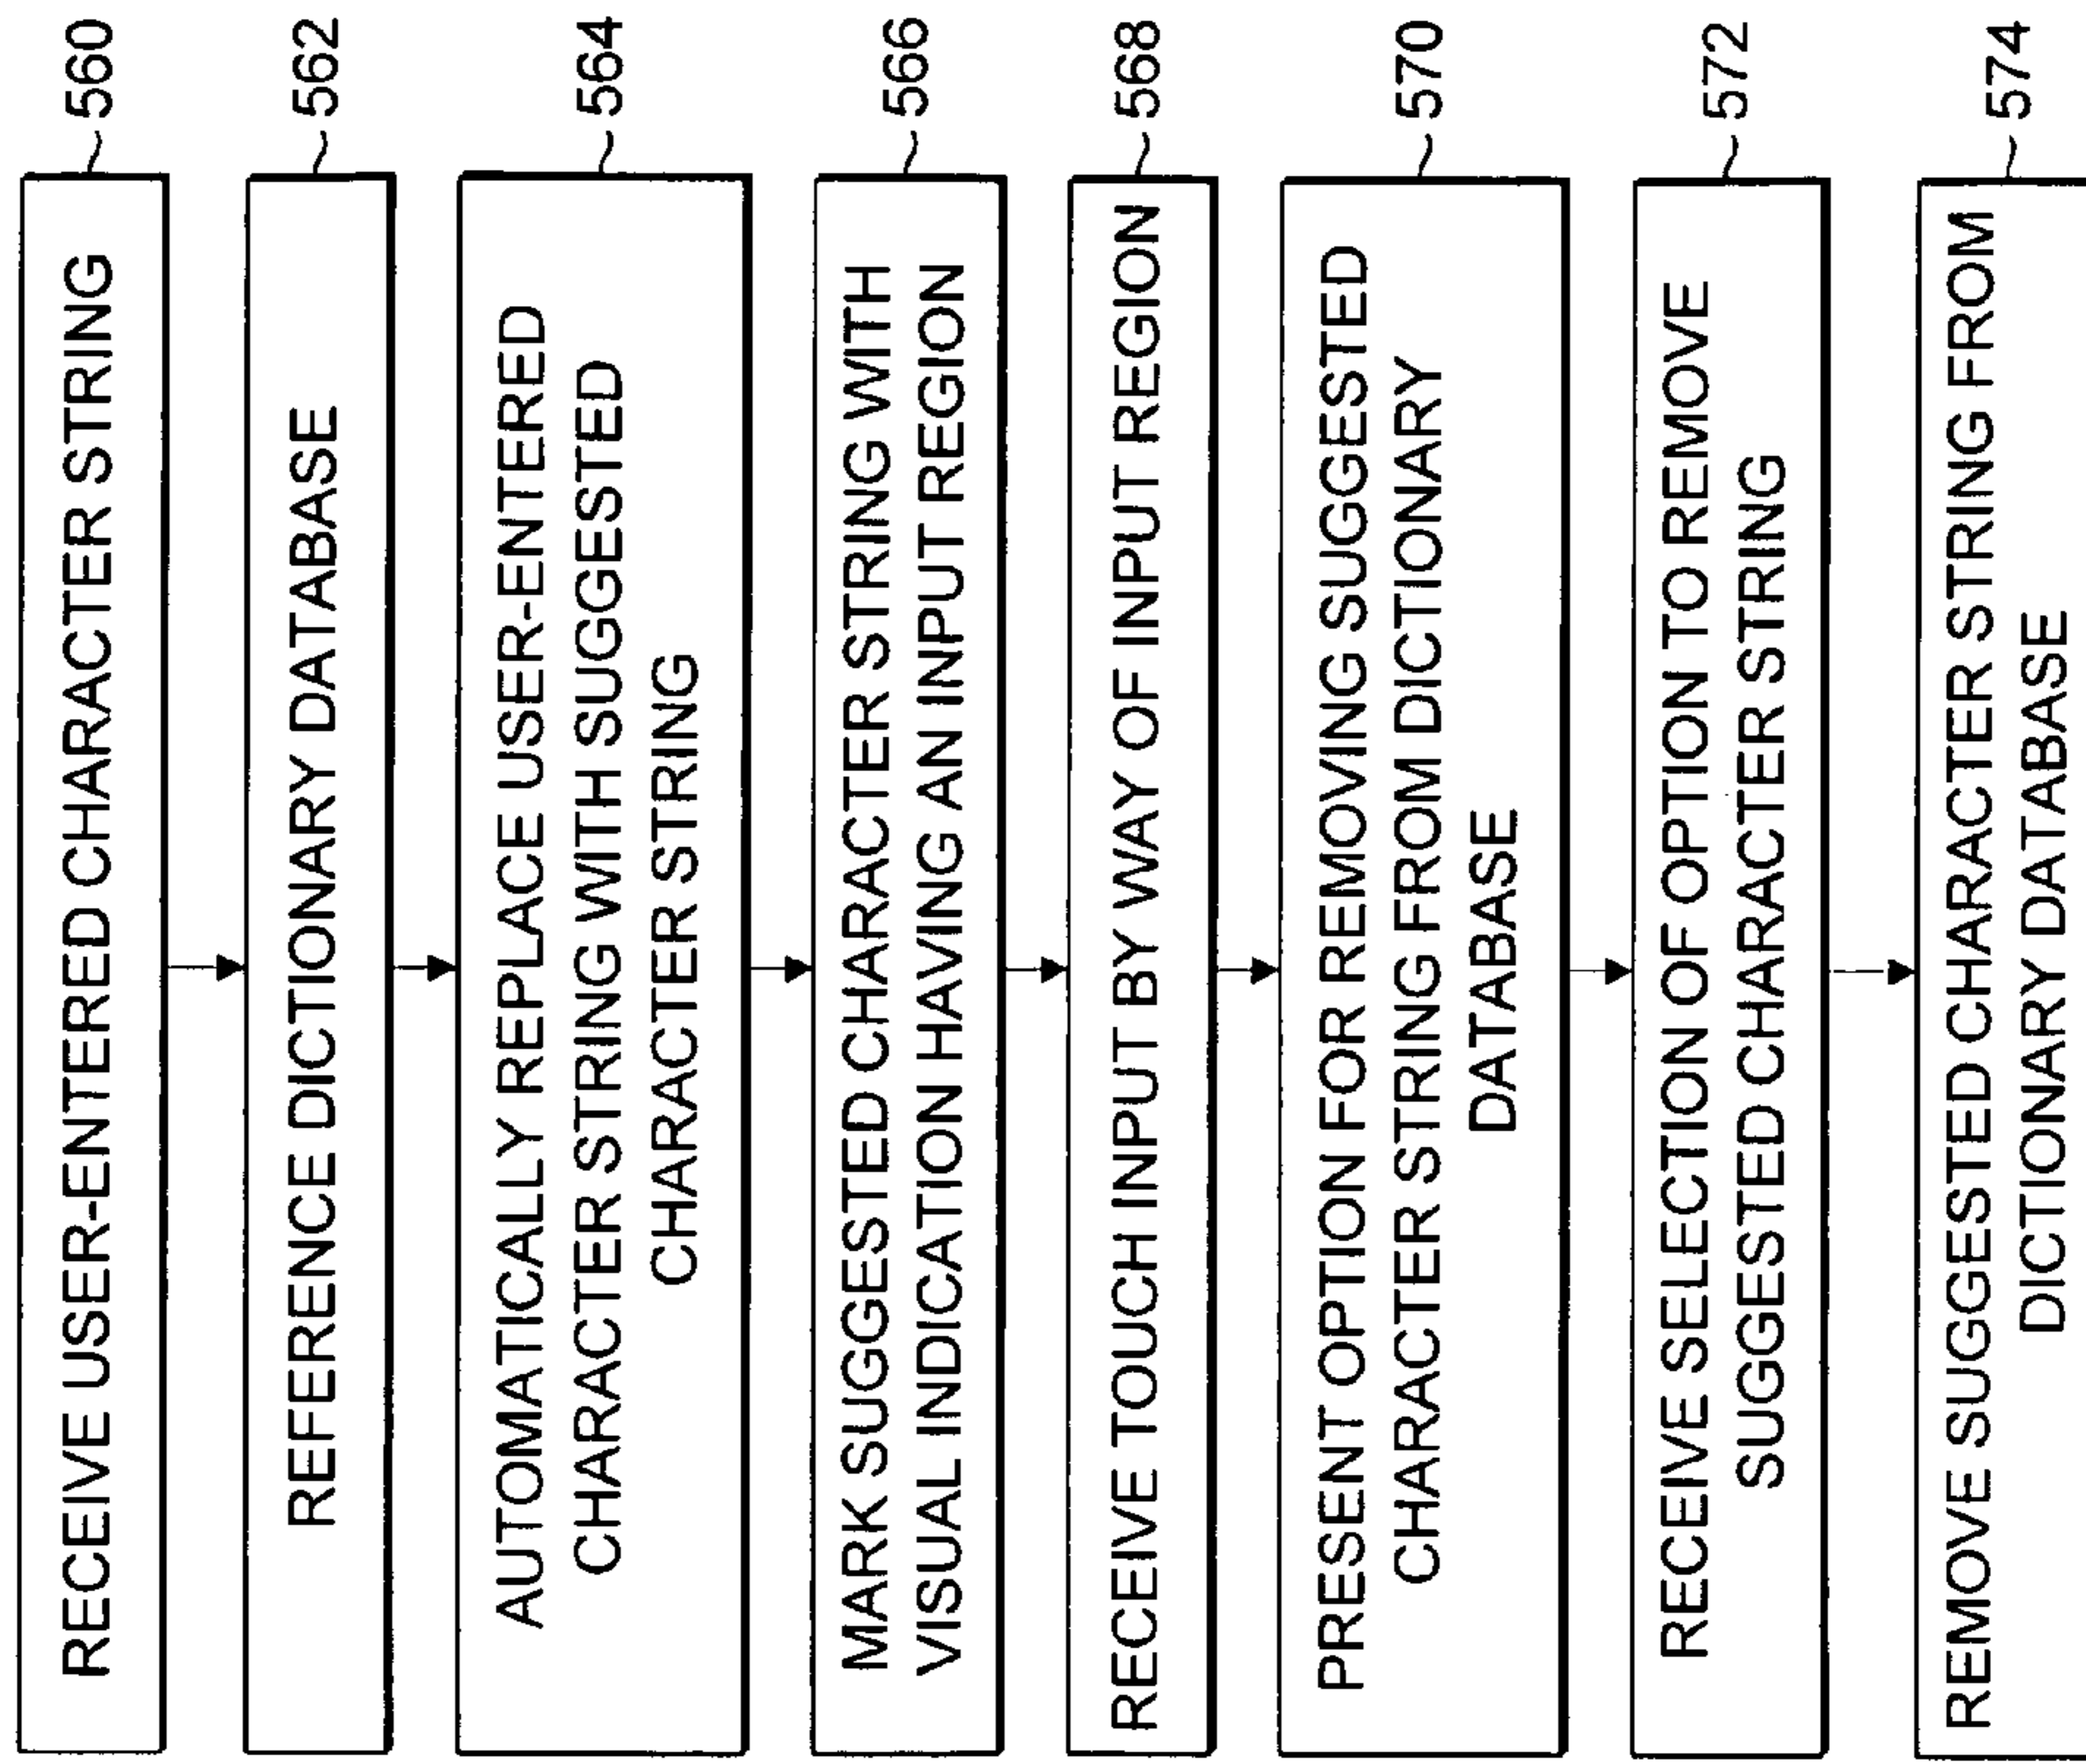 RECEIVE USER-ENTERED CHARACTER STRING
560
REFERENCE DICTIONARY DATABASE
562
AUTOMATICALLY REPLACE USER-ENTERED
CHARACTER STRING WITH SUGGESTED
CHARACTER STRING
564
MARK SUGGESTED CHARACTER STRING WITH
VISUAL INDICATION HAVING AN INPUT REGION
566
RECEIVE TOUCH INPUT BY WAY OF INPUT REGION
568
PRESENT OPTION FOR REMOVING SUGGESTED
CHARACTER STRING FROM DICTIONARY
DATABASE
570
RECEIVE SELECTION OF OPTION TO REMOVE
SUGGESTED CHARACTER STRING
572
REMOVE SUGGESTED CHARACTER STRING FROM
DICTIONARY DATABASE
574